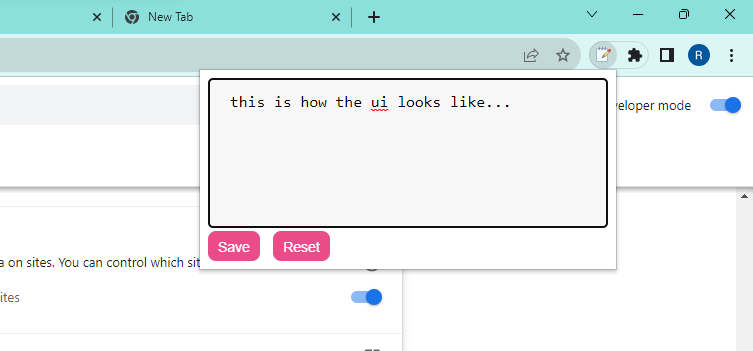 New Tab
R
this is how the ui looks like...
eloper mode
Save
Reset
a on sites. You can control which sit
ites